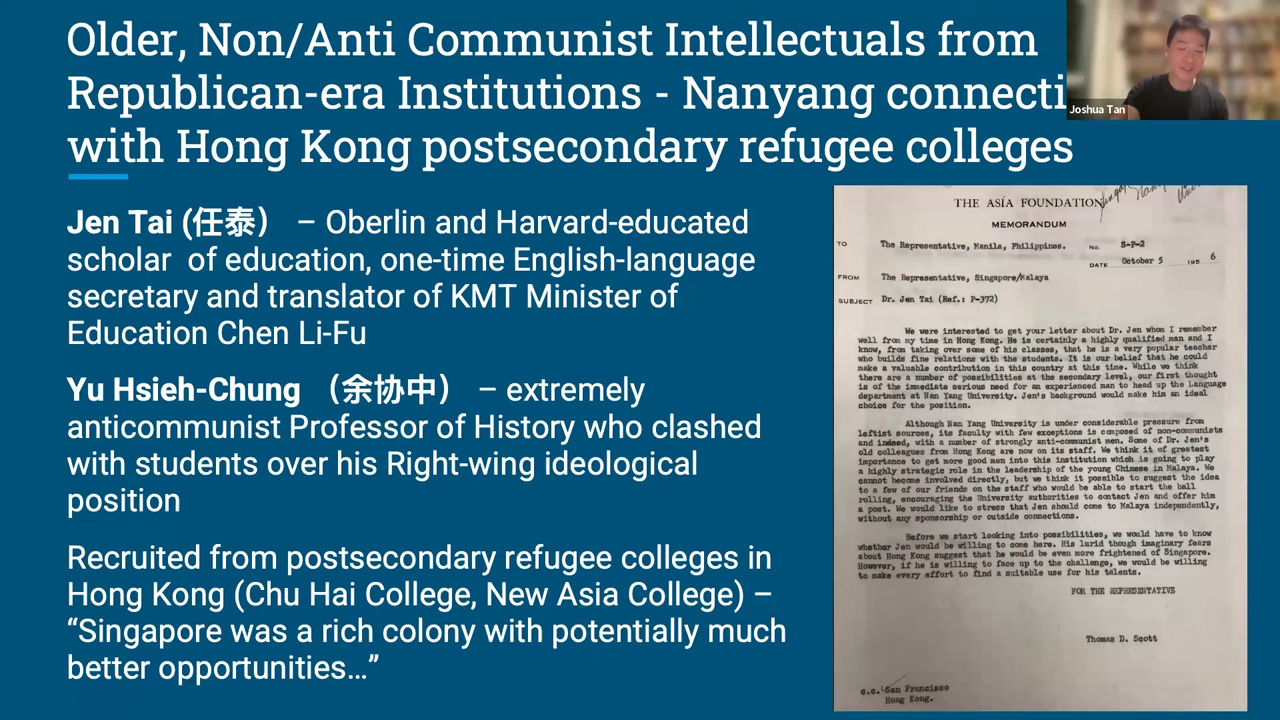 Older, Non/Anti Communist Intellectuals from
Republican-era Institutions - Nanyang connecti
with Hong Kong postsecondary refugee colleges
Joshua Tan
Jen Tai (任泰） – Oberlin and Harvard-educated
scholar of education, one-time English-language
secretary and translator of KMT Minister of
Education Chen Li-Fu
Yu Hsieh-Chung （余协中） – extremely
anticommunist Professor of History who clashed
with students over his Right-wing ideological
position
Recruited from postsecondary refugee colleges in
Hong Kong (Chu Hai College, New Asia College) –
“Singapore was a rich colony with potentially much
better opportunities…”
THE ASIA FOUNDATION
MEMORANDUM
TO The Representative, Manila, Philippines. No. S-P-2
DATE October 5 195 6
FROM The Representative, Singapore/Malaya
SUBJECT Dr. Jen Tai (Ref.: P-372)
We were interested to get your letter about Dr. Jen whom I remember
well from my time in Hong Kong. He is certainly a highly qualified man and I
know, from taking over some of his classes, that he is a very popular teacher
who builds fine relations with the students. It is our belief that he could
make a valuable contribution in this country at this time. While we think
there are a number of possibilities at the secondary level, our first thought
is of the immediate serious need for an experienced man to head up the Language
department at Nan Yang University. Jen's background would make him an ideal
choice for the position.
Although Nan Yang University is under considerable pressure from
leftist sources, its faculty with few exceptions is composed of non-communists
and indeed, with a number of strongly anti-communist men. Some of Dr. Jen's
old colleagues from Hong Kong are now on its staff. We think it of greatest
importance to get more good men into this institution which is going to play
a highly strategic role in the leadership of the young Chinese in Malaya. We
cannot become involved directly, but we think it possible to suggest the idea
to a few of our friends on the staff who would be able to start the ball
rolling, encouraging the University authorities to contact Jen and offer him
a post. We would like to stress that Jen should come to Malaya independently,
without any sponsorship or outside connections.
Before we start looking into possibilities, we would have to know
whether Jen would be willing to come here. His lurid though imaginary fears
about Hong Kong suggest that he would be even more frightened of Singapore.
However, if he is willing to face up to the challenge, we would be willing
to make every effort to find a suitable use for his talents.
FOR THE REPRESENTATIVE
Thomas D. Scott
c.c. San Francisco
Hong Kong.